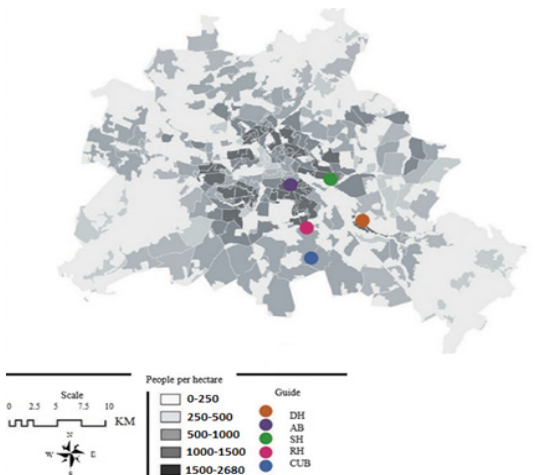 People per hectare
Scale
0 2.5 5 7.5 10
KM
N
W E
S
0-250
250-500
500-1000
1000-1500
1500-2680
Guide
DH
AB
SH
RH
CUB